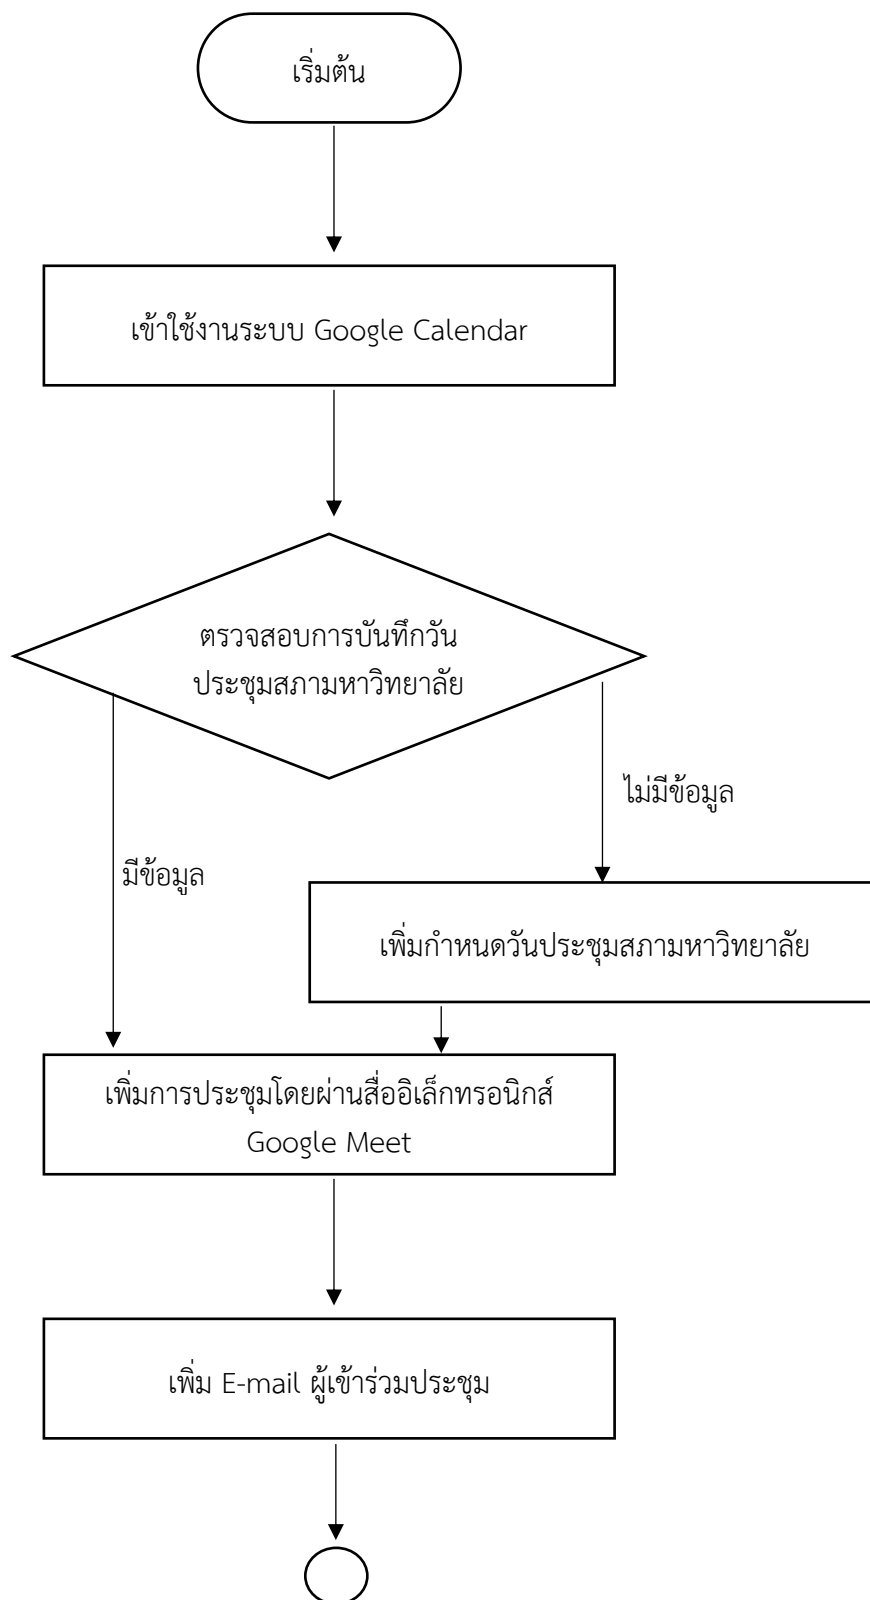 เริ่มต้น
เข้าใช้งานระบบ Google Calendar
ตรวจสอบการบันทึกวัน
ประชุมสภามหาวิทยาลัย
ไม่มีข้อมูล
มีข้อมูล
เพิ่มกำหนดวันประชุมสภามหาวิทยาลัย
เพิ่มการประชุมโดยผ่านสื่ออิเล็กทรอนิกส์
Google Meet
เพิ่ม E-mail ผู้เข้าร่วมประชุม